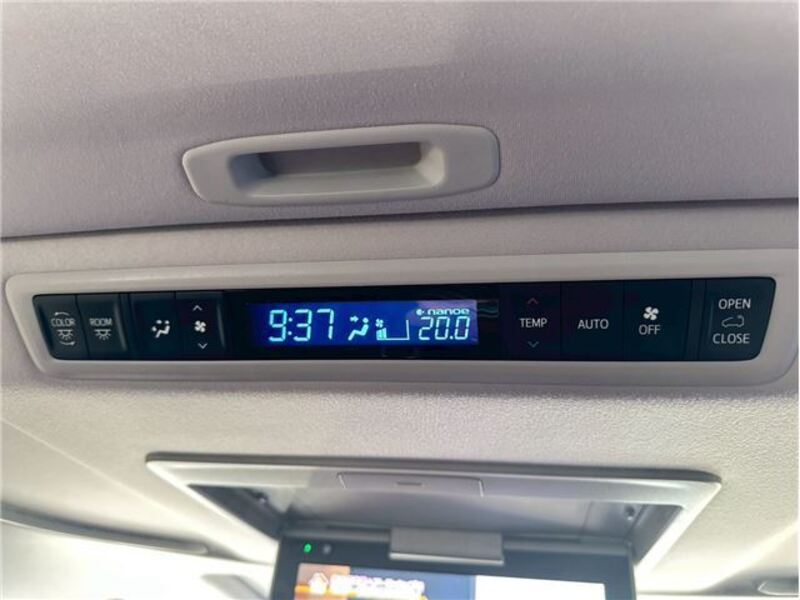 COLOR
ROOM
9:37
nanoe
20.0
TEMP
AUTO
OFF
OPEN
CLOSE